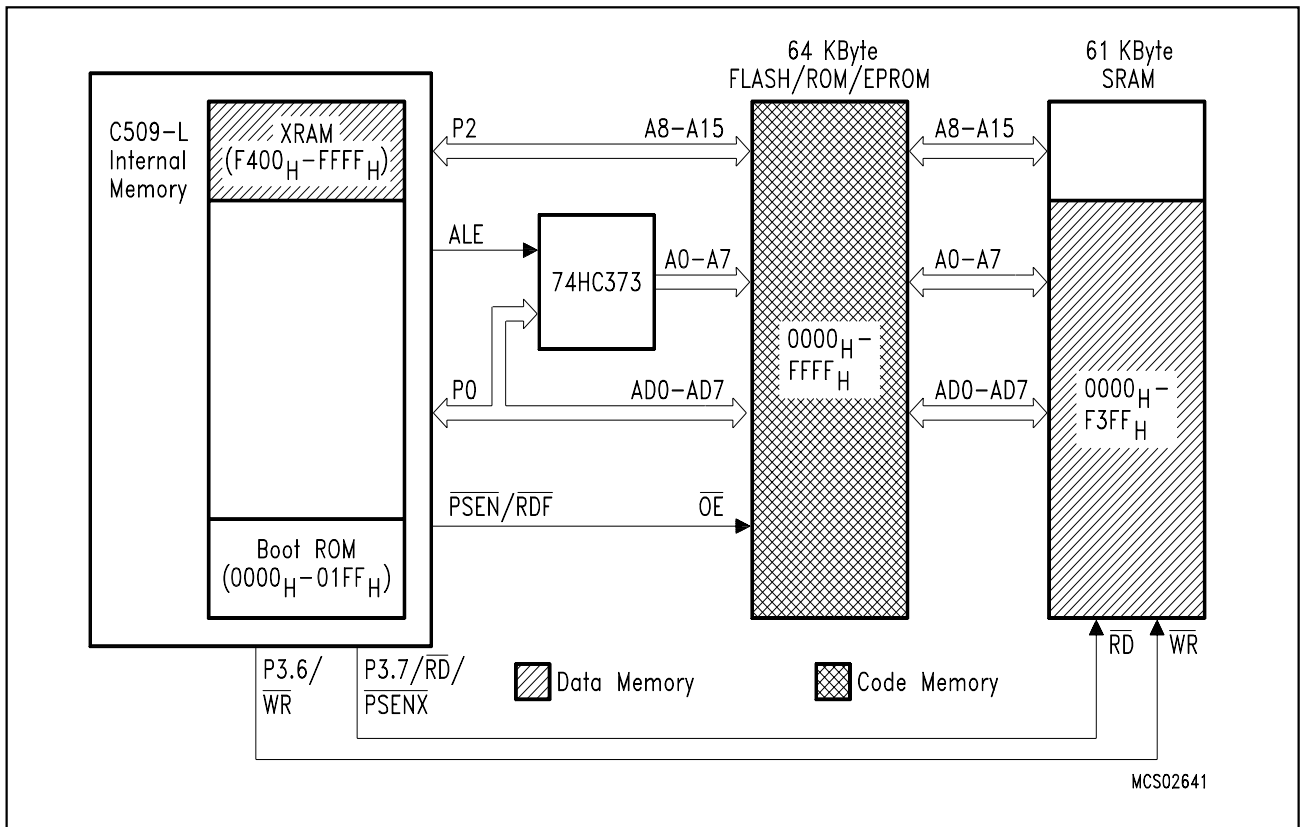 64 KByte
FLASH/ROM/EPROM
61 KByte
SRAM
C509-L
Internal
Memory
XRAM
(F400H-FFFFH)
P2
A8-A15
A8-A15
ALE
74HC373
A0-A7
A0-A7
0000H-
FFFFH
P0
AD0-AD7
AD0-AD7
0000H-
F3FFH
PSEN/RDF
OE
Boot ROM
(0000H-01FFH)
RD
WR
P3.6/
WR
P3.7/RD/
PSENX
Data Memory
Code Memory
MCS02641